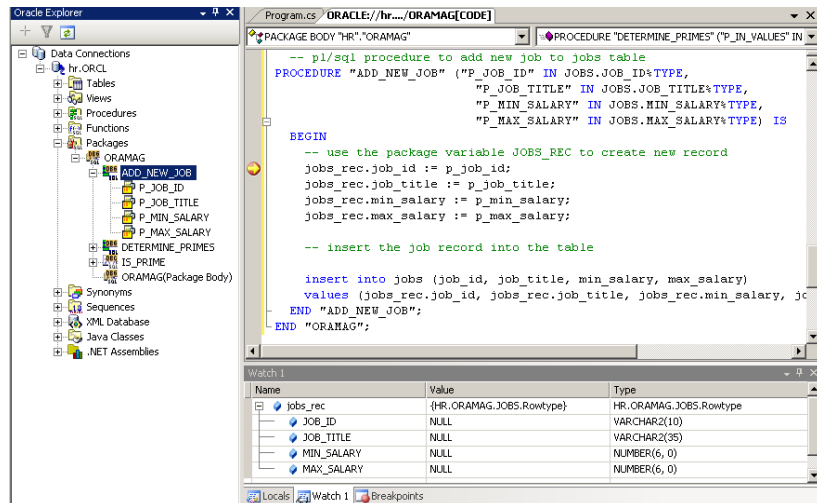 Oracle Explorer
Data Connections
hr.ORCL
Tables
Views
Procedures
Functions
Packages
ORAMAG
ADD_NEW_JOB
P_JOB_ID
P_JOB_TITLE
P_MIN_SALARY
P_MAX_SALARY
DETERMINE_PRIMES
IS_PRIME
ORAMAG(Package Body)
Synonyms
Sequences
XML Database
Java Classes
.NET Assemblies
Program.cs ORACLE://hr..../ORAMAG[CODE]
PACKAGE BODY "HR"."ORAMAG" PROCEDURE "DETERMINE_PRIMES" ("P_IN_VALUES" IN
-- pl/sql procedure to add new job to jobs table
PROCEDURE "ADD_NEW_JOB" ("P_JOB_ID" IN JOBS.JOB_ID%TYPE,
"P_JOB_TITLE" IN JOBS.JOB_TITLE%TYPE,
"P_MIN_SALARY" IN JOBS.MIN_SALARY%TYPE,
"P_MAX_SALARY" IN JOBS.MAX_SALARY%TYPE) IS
BEGIN
-- use the package variable JOBS_REC to create new record
jobs_rec.job_id := p_job_id;
jobs_rec.job_title := p_job_title;
jobs_rec.min_salary := p_min_salary;
jobs_rec.max_salary := p_max_salary;
-- insert the job record into the table
insert into jobs (job_id, job_title, min_salary, max_salary)
values (jobs_rec.job_id, jobs_rec.job_title, jobs_rec.min_salary, jo
END "ADD_NEW_JOB";
END "ORAMAG";
Watch 1
Name Value Type
jobs_rec {HR.ORAMAG.JOBS.Rowtype} HR.ORAMAG.JOBS.Rowtype
JOB_ID NULL VARCHAR2(10)
JOB_TITLE NULL VARCHAR2(35)
MIN_SALARY NULL NUMBER(6, 0)
MAX_SALARY NULL NUMBER(6, 0)
Locals Watch 1 Breakpoints